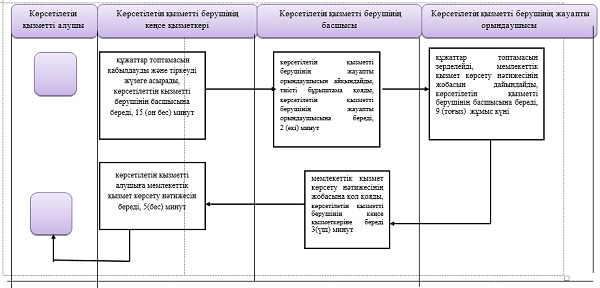 Көрсетілетін
қызметті алушы
Көрсетілетін қызметті берушінің
кеңсе қызметкері
Көрсетілетін қызметті берушінің
басшысы
Көрсетілетін қызметті берушінің жауапты
орындаушысы
құжаттар топтамасын
қабылдауды және тіркеуді
жүзеге асырады,
көрсетілеттін қызметті
берушінің басшысына
береді, 15 (он бес) минут
көрсетілетін қызметті
берушінің жауапты
орындаушысын айқындайды,
тиісті бұрыштама қояды,
көрсетілетін қызметті
берушінің жауапты
орындаушысына береді,
2 (екі) минут
құжаттар топтамасын
зерделейді, мемлекеттік
қызмет көрсету нәтижесінің
жобасын дайындайды,
көрсетілетін қызметті
берушінің басшысына береді,
9 (тоғыз) жұмыс күні
көрсетілетін қызметті
алушыға мемлекеттік
қызмет көрсету нәтижесін
береді, 5(бес) минут
мемлекеттік қызмет
көрсету нәтижесінің
жобасына қол қояды,
көрсетілетін қызметті
берушінің кеңсе
қызметкеріне береді
3(үш) минут